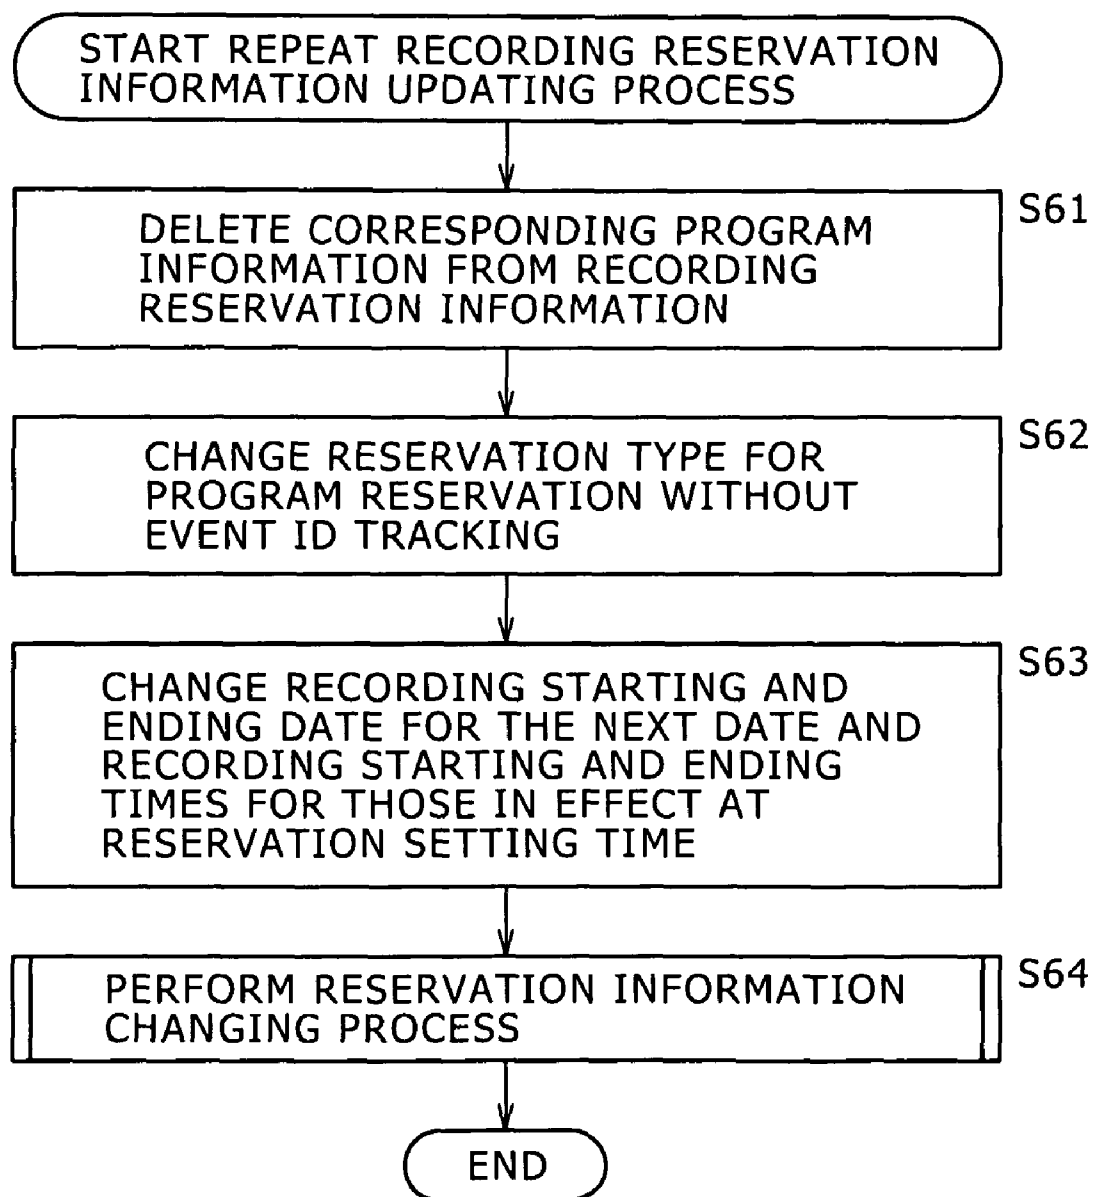 START REPEAT RECORDING RESERVATION
INFORMATION UPDATING PROCESS
S61
DELETE CORRESPONDING PROGRAM
INFORMATION FROM RECORDING
RESERVATION INFORMATION
S62
CHANGE RESERVATION TYPE FOR
PROGRAM RESERVATION WITHOUT
EVENT ID TRACKING
S63
CHANGE RECORDING STARTING AND
ENDING DATE FOR THE NEXT DATE AND
RECORDING STARTING AND ENDING
TIMES FOR THOSE IN EFFECT AT
RESERVATION SETTING TIME
S64
PERFORM RESERVATION INFORMATION
CHANGING PROCESS
END